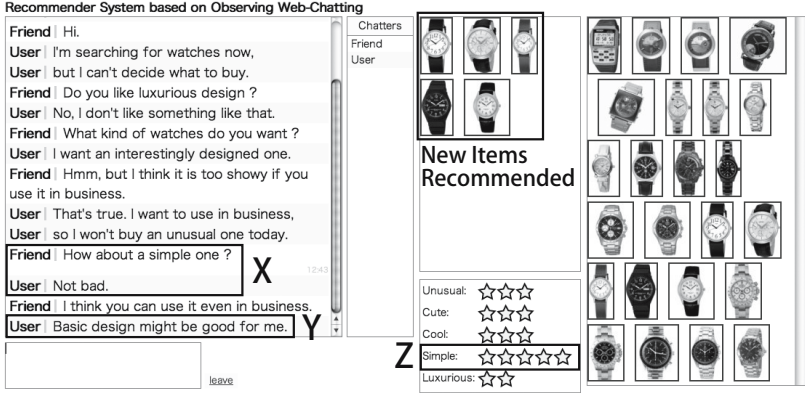 Recommender System based on Observing Web-Chatting
Friend | Hi.
User | I'm searching for watches now,
User | but I can't decide what to buy.
Friend | Do you like luxurious design ?
User | No, I don't like something like that.
Friend | What kind of watches do you want ?
User | I want an interestingly designed one.
Friend | Hmm, but I think it is too showy if you
use it in business.
User | That's true. I want to use in business,
User | so I won't buy an unusual one today.
Friend | How about a simple one ?
12:43
User | Not bad.
X
Friend | I think you can use it even in business.
User | Basic design might be good for me.
Y
leave
Chatters
Friend
User
New Items
Recommended
Unusual:
Cute:
Cool:
Z
Simple:
Luxurious: